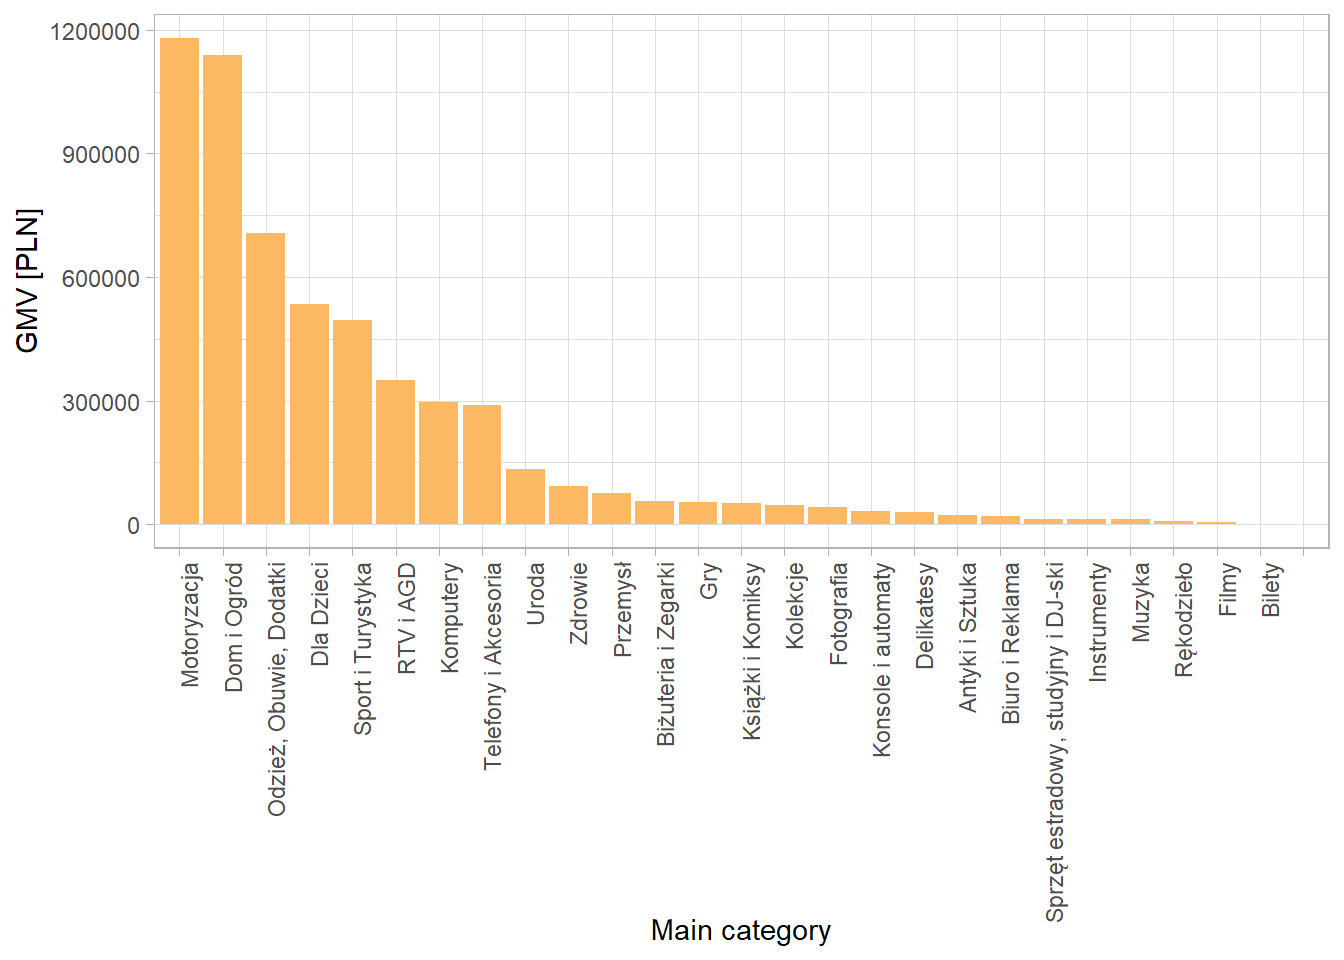 1200000
900000
600000
300000
0
GMV [PLN]
Motoryzacja
Dom i Ogród
Odzież, Obuwie, Dodatki
Dla Dzieci
Sport i Turystyka
RTV i AGD
Komputery
Telefony i Akcesoria
Uroda
Zdrowie
Przemysł
Biżuteria i Zegarki
Gry
Książki i Komiksy
Kolekcje
Fotografia
Konsole i automaty
Delikatesy
Antyki i Sztuka
Biuro i Reklama
Sprzęt estradowy, studyjny i DJ-ski
Instrumenty
Muzyka
Rękodzieło
Filmy
Bilety
Main category